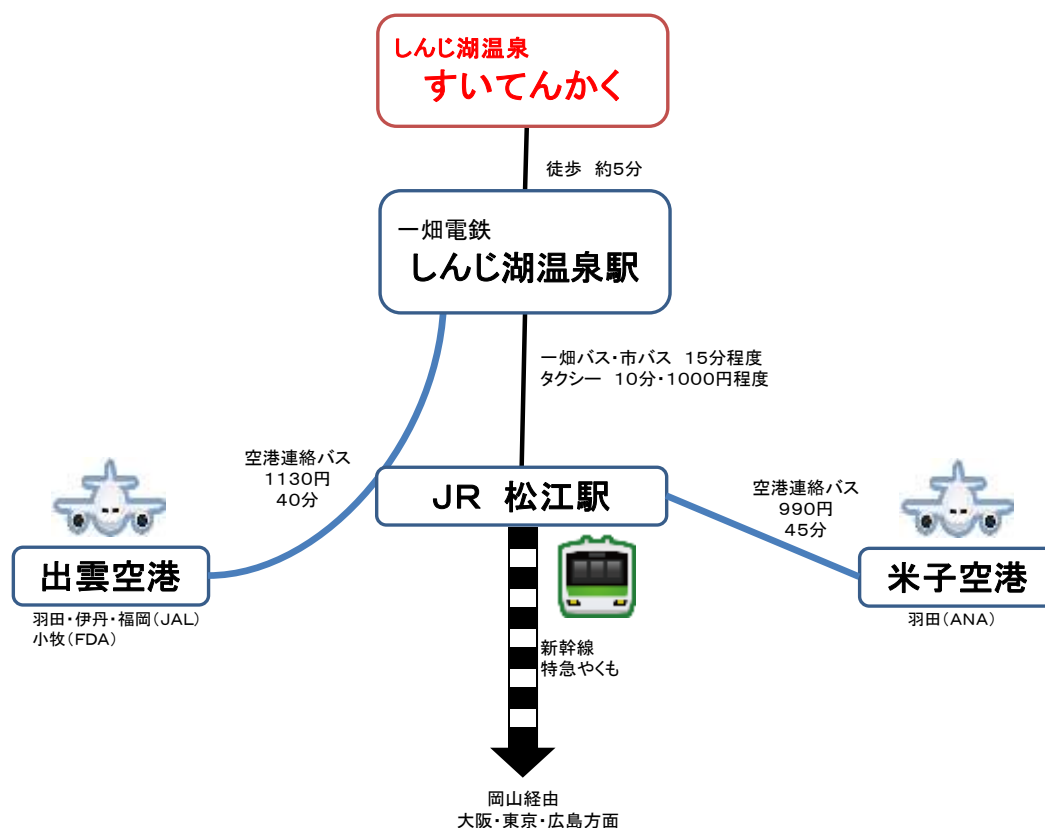 しんじ湖温泉
すいてんかく
徒歩 約5分
一畑電鉄
しんじ湖温泉駅
一畑バス・市バス 15分程度
タクシー 10分・1000円程度
空港連絡バス
1130円
40分
JR 松江駅
空港連絡バス
990円
45分
出雲空港
羽田・伊丹・福岡(JAL)
小牧(FDA)
米子空港
羽田(ANA)
新幹線
特急やくも
岡山経由
大阪・東京・広島方面